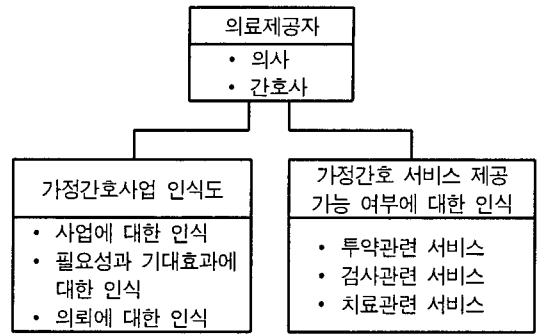 의료제공자
• 의사
• 간호사
가정간호사업 인식도
• 사업에 대한 인식
• 필요성과 기대효과에
대한 인식
• 의뢰에 대한 인식
가정간호 서비스 제공
가능 여부에 대한 인식
• 투약관련 서비스
• 검사관련 서비스
• 치료관련 서비스